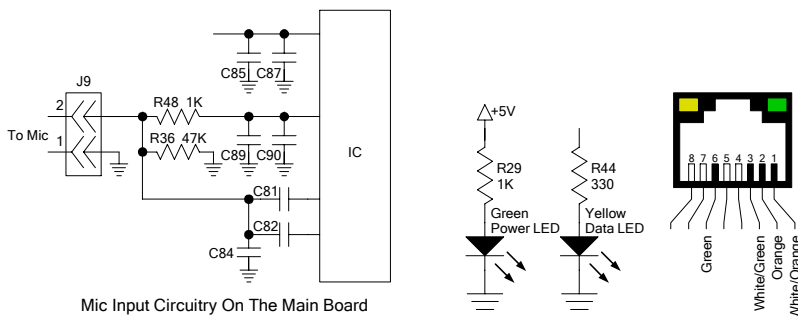 C85
C87
J9
2
R48 1K
To Mic
1
R36 47K
C89
C90
IC
C81
C82
C84
Mic Input Circuitry On The Main Board
+5V
R29
1K
Green
Power LED
R44
330
Yellow
Data LED
8 7 6 5 4 3 2 1
Green
White/Green
Orange
White/Orange